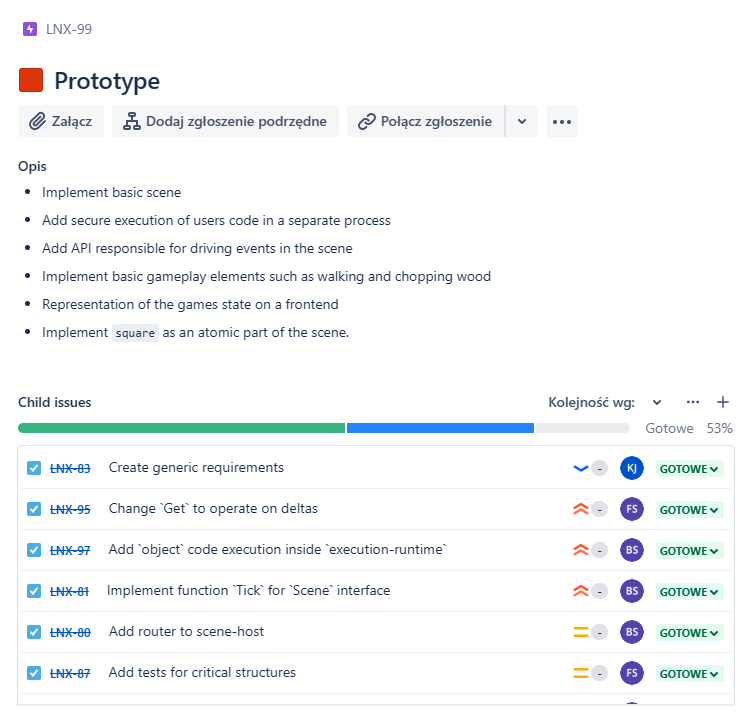 LNX-99
Prototype
Załącz
Dodaj zgłoszenie podrzędne
Połącz zgłoszenie
Opis
Implement basic scene
Add secure execution of users code in a separate process
Add API responsible for driving events in the scene
Implement basic gameplay elements such as walking and chopping wood
Representation of the games state on a frontend
Implement square as an atomic part of the scene.
Child issues Kolejność wg:
Gotowe 53%
LNX-83 Create generic requirements - KJ GOTOWE
LNX-95 Change `Get` to operate on deltas - FS GOTOWE
LNX-97 Add `object` code execution inside `execution-runtime` - BS GOTOWE
LNX-81 Implement function `Tick` for `Scene` interface - BS GOTOWE
LNX-80 Add router to scene-host - BS GOTOWE
LNX-87 Add tests for critical structures - FS GOTOWE